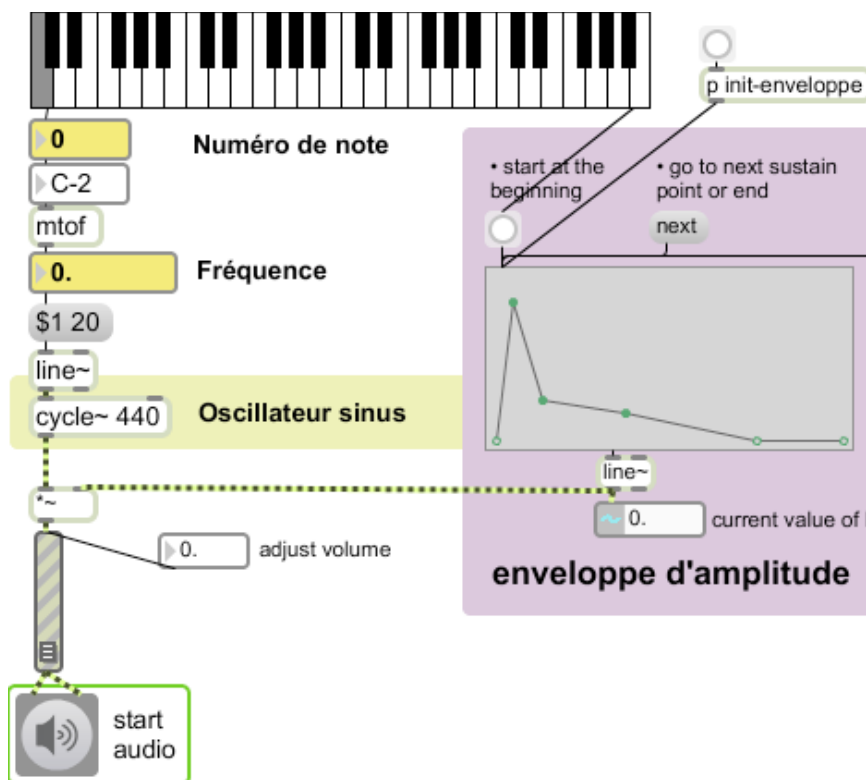 p init-enveloppe
0
Numéro de note
C-2
mtof
0.
Fréquence
$1 20
line~
cycle~ 440
Oscillateur sinus
*~
0.
adjust volume
start
audio
• start at the
beginning
• go to next sustain
point or end
next
line~
0.
current value of
enveloppe d'amplitude